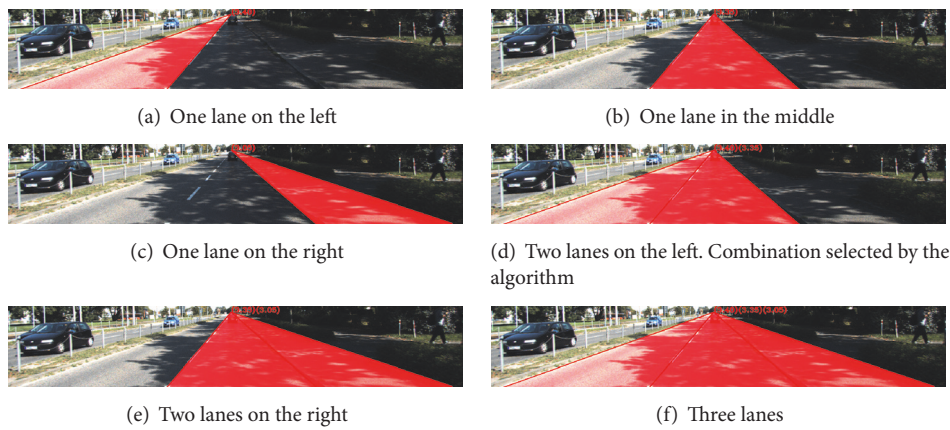 (a) One lane on the left
(b) One lane in the middle
(c) One lane on the right
(d) Two lanes on the left. Combination selected by the
algorithm
(e) Two lanes on the right
(f) Three lanes